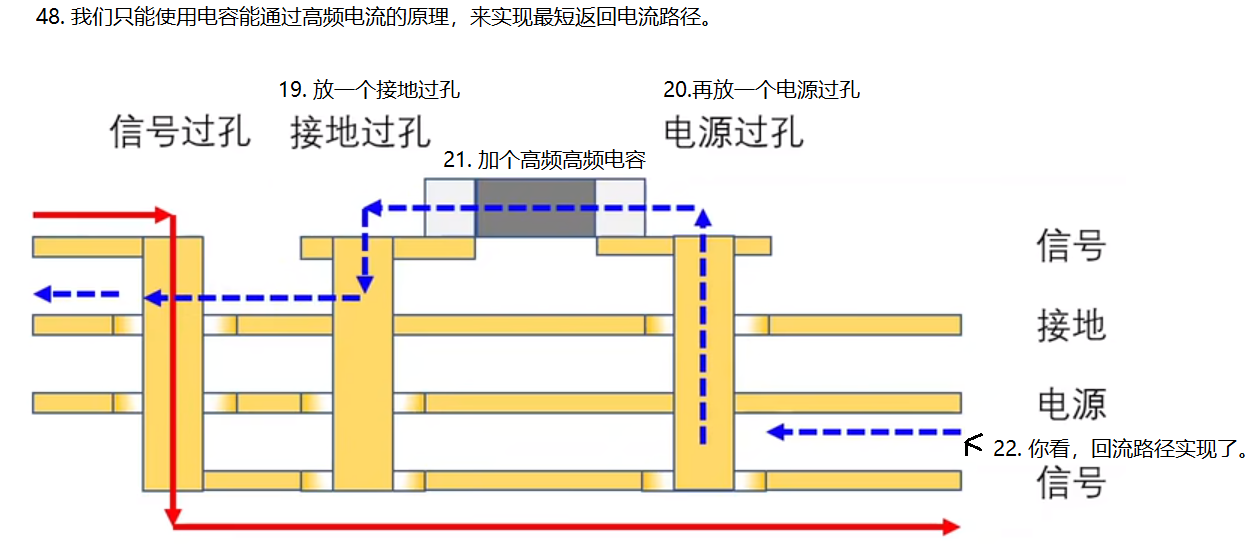 48. 我们只能使用电容能通过高频电流的原理，来实现最短返回电流路径。
19. 放一个接地过孔
20.再放一个电源过孔
信号过孔
接地过孔
电源过孔
21. 加个高频高频电容
信号
接地
电源
22. 你看，回流路径实现了。
信号